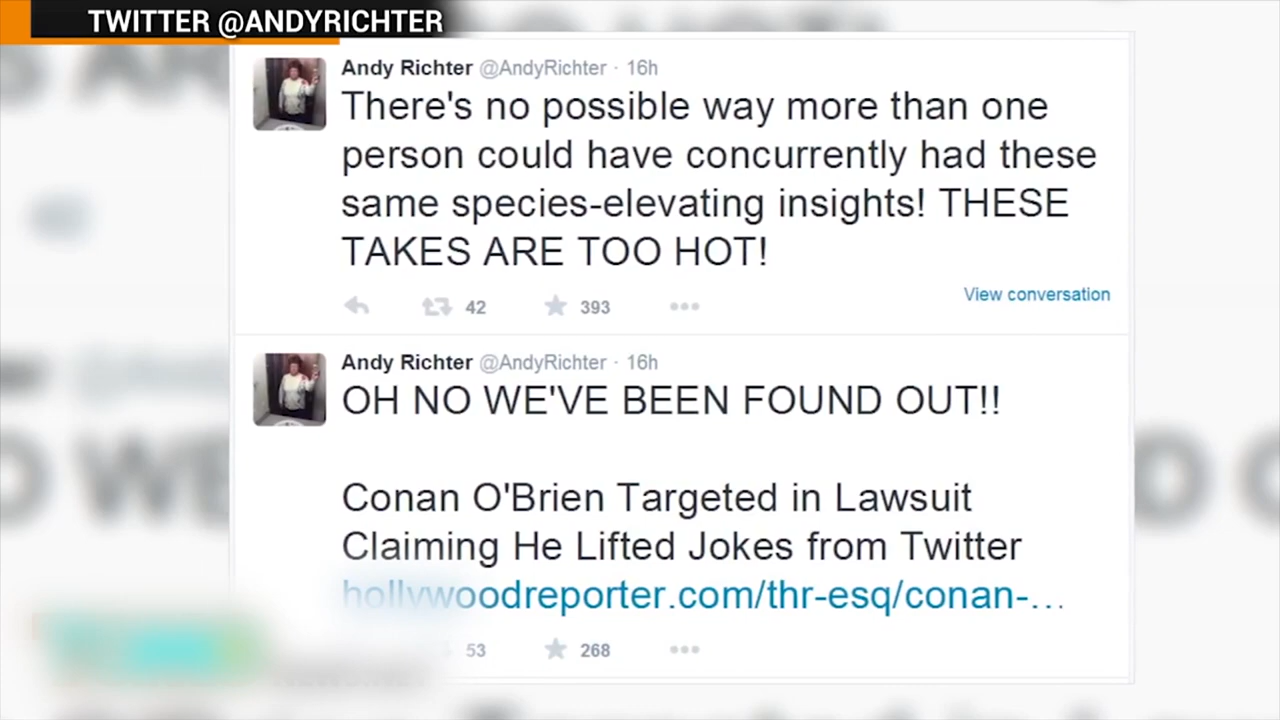 TWITTER @ANDYRICHTER
Andy Richter @AndyRichter · 16h
There's no possible way more than one
person could have concurrently had these
same species-elevating insights! THESE
TAKES ARE TOO HOT!
42 393
View conversation
Andy Richter @AndyRichter · 16h
OH NO WE'VE BEEN FOUND OUT!!
Conan O'Brien Targeted in Lawsuit
Claiming He Lifted Jokes from Twitter
hollywoodreporter.com/thr-esq/conan-...
53 268